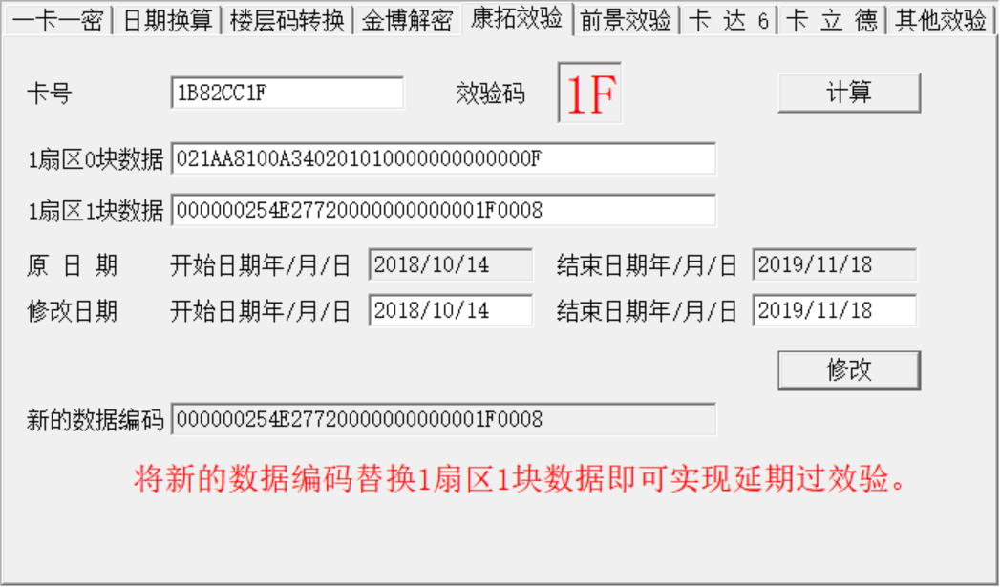 一卡一密 日期换算 楼层码转换 金博解密 康拓效验 前景效验 卡 达 6 卡 立 德 其他效验
卡号 1B82CC1F 效验码 1F 计算
1扇区0块数据 021AA8100A340201010000000000000F
1扇区1块数据 000000254E27720000000000001F0008
原 日 期 开始日期年/月/日 2018/10/14 结束日期年/月/日 2019/11/18
修改日期 开始日期年/月/日 2018/10/14 结束日期年/月/日 2019/11/18
修改
新的数据编码 000000254E27720000000000001F0008
将新的数据编码替换1扇区1块数据即可实现延期过效验。